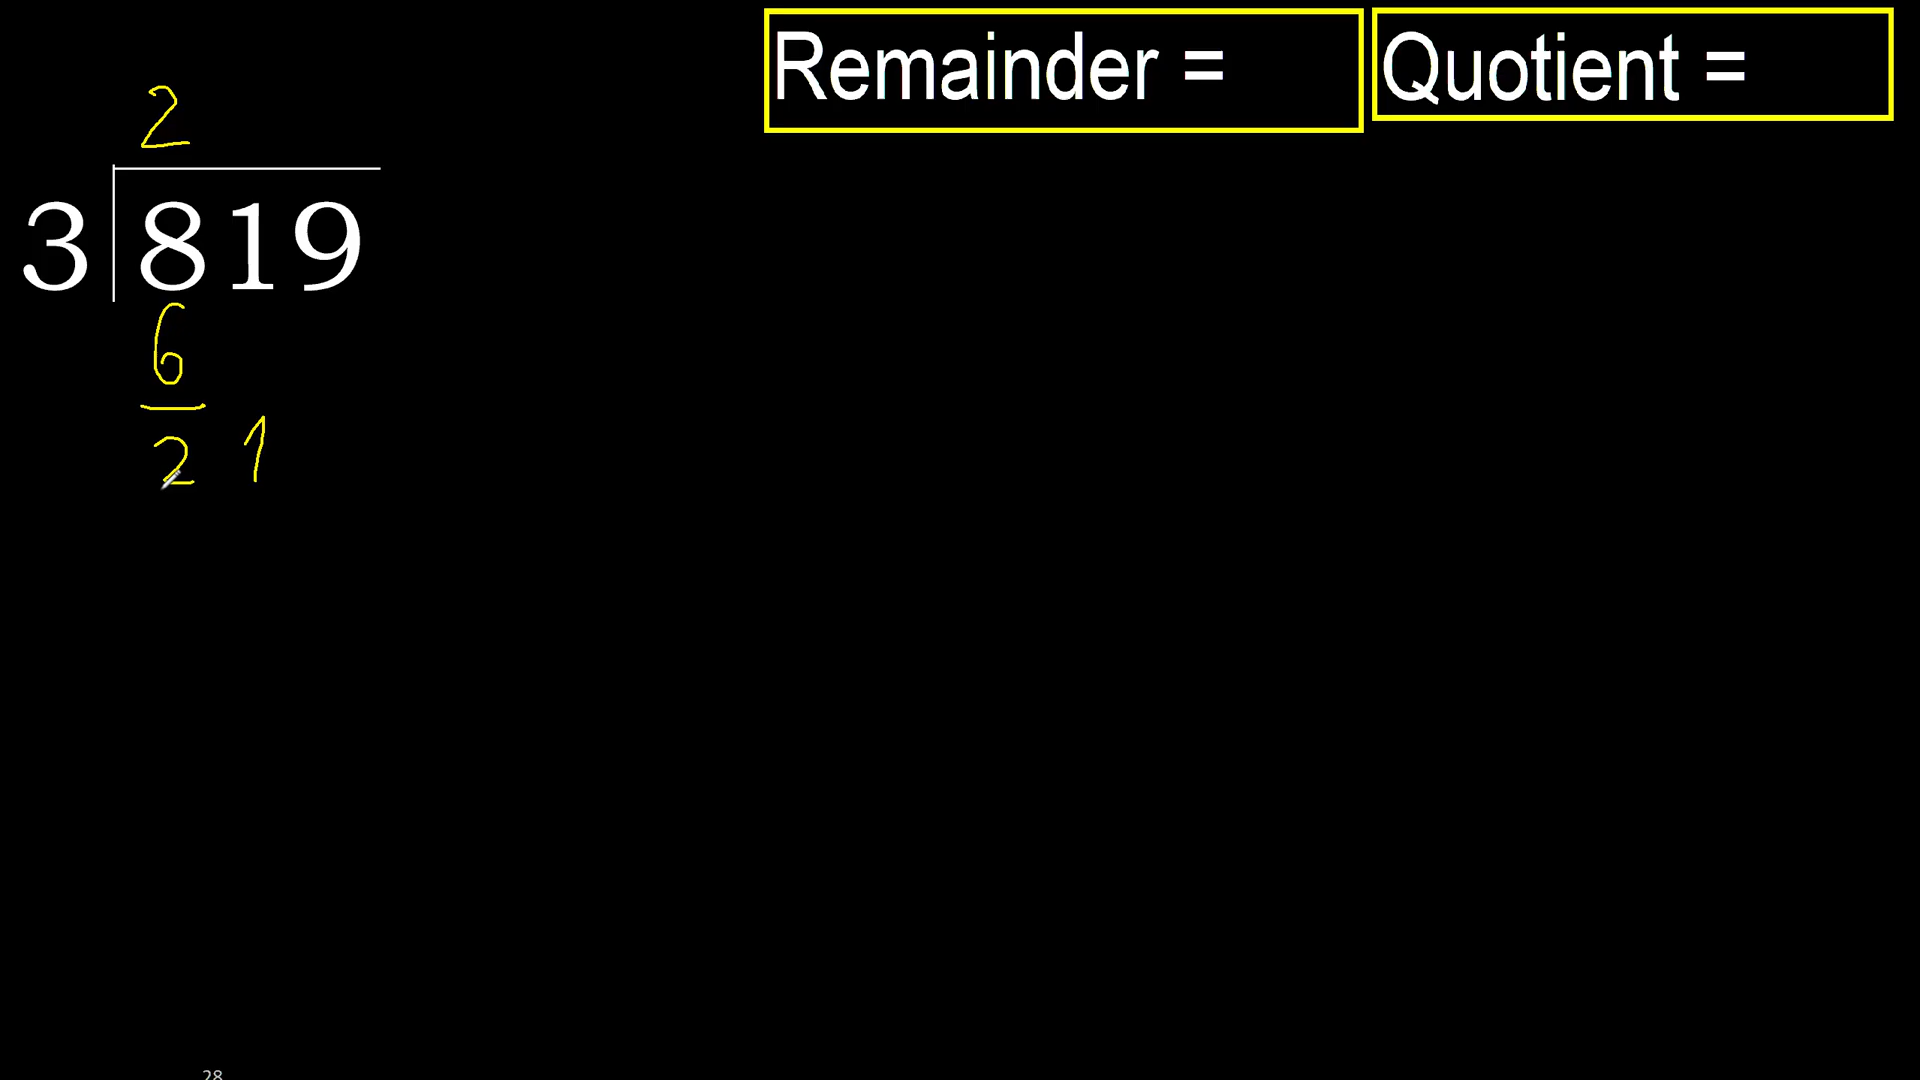 Remainder =
Quotient =
2
3 819
6
2 1
28